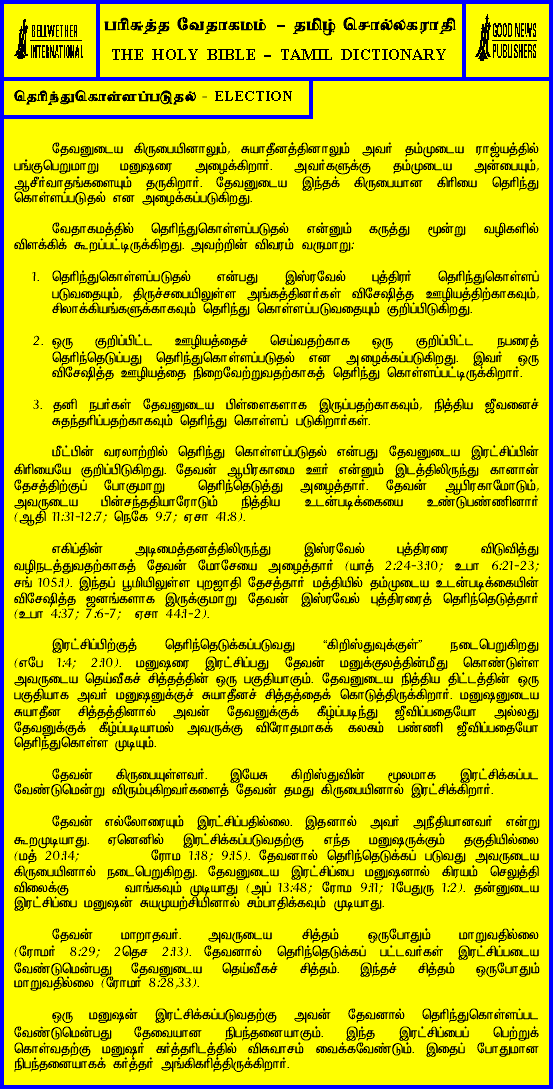 BELLWETHER
INTERNATIONAL
பரிசுத்த வேதாகமம் – தமிழ் சொல்லகராதி
THE HOLY BIBLE – TAMIL DICTIONARY
GOOD NEWS
PUBLISHERS
தெரிந்துகொள்ளப்படுதல் - ELECTION
தேவனுடைய கிருபையினாலும், சுயாதீனத்தினாலும் அவர் தம்முடைய ராஜ்யத்தில்
பங்குபெறுமாறு மனுஷரை அழைக்கிறார். அவர்களுக்கு தம்முடைய அன்பையும்,
ஆசீர்வாதங்களையும் தருகிறார். தேவனுடைய இந்தக் கிருபையான கிரியை தெரிந்து
கொள்ளப்படுதல் என அழைக்கப்படுகிறது.
வேதாகமத்தில் தெரிந்துகொள்ளப்படுதல் என்னும் கருத்து மூன்று வழிகளில்
விளக்கிக் கூறப்பட்டிருக்கிறது. அவற்றின் விவரம் வருமாறு:
1. தெரிந்துகொள்ளப்படுதல் என்பது இஸ்ரவேல் புத்திரர் தெரிந்துகொள்ளப்
படுவதையும், திருச்சபையிலுள்ள அங்கத்தினர்கள் விசேஷித்த ஊழியத்திற்காகவும்,
சிலாக்கியங்களுக்காகவும் தெரிந்து கொள்ளப்படுவதையும் குறிப்பிடுகிறது.
2. ஒரு குறிப்பிட்ட ஊழியத்தைச் செய்வதற்காக ஒரு குறிப்பிட்ட நபரைத்
தெரிந்தெடுப்பது தெரிந்துகொள்ளப்படுதல் என அழைக்கப்படுகிறது. இவர் ஒரு
விசேஷித்த ஊழியத்தை நிறைவேற்றுவதற்காகத் தெரிந்து கொள்ளப்பட்டிருக்கிறார்.
3. தனி நபர்கள் தேவனுடைய பிள்ளைகளாக இருப்பதற்காகவும், நித்திய ஜீவனைச்
சுதந்தரிப்பதற்காகவும் தெரிந்து கொள்ளப் படுகிறார்கள்.
மீட்பின் வரலாற்றில் தெரிந்து கொள்ளப்படுதல் என்பது தேவனுடைய இரட்சிப்பின்
கிரியையே குறிப்பிடுகிறது. தேவன் ஆபிரகாமை ஊர் என்னும் இடத்திலிருந்து கானான்
தேசத்திற்குப் போகுமாறு தெரிந்தெடுத்து அழைத்தார். தேவன் ஆபிரகாமோடும்,
அவருடைய பின்சந்ததியாரோடும் நித்திய உடன்படிக்கையை உண்டுபண்ணினார்
(ஆதி 11:31-12:7; நெகே 9:7; ஏசா 41:8).
எகிப்தின் அடிமைத்தனத்திலிருந்து இஸ்ரவேல் புத்திரரை விடுவித்து
வழிநடத்துவதற்காகத் தேவன் மோசேயை அழைத்தார் (யாத் 2:24-3:10; உபா 6:21-23;
சங் 105:1). இந்தப் பூமியிலுள்ள புறஜாதி தேசத்தார் மத்தியில் தம்முடைய உடன்படிக்கையின்
விசேஷித்த ஜனங்களாக இருக்குமாறு தேவன் இஸ்ரவேல் புத்திரரைத் தெரிந்தெடுத்தார்
(உபா 4:37; 7:6-7; ஏசா 44:1-2).
இரட்சிப்பிற்குத் தெரிந்தெடுக்கப்படுவது “கிறிஸ்துவுக்குள்” நடைபெறுகிறது
(எபே 1:4; 2:10). மனுஷரை இரட்சிப்பது தேவன் மனுக்குலத்தின்மீது கொண்டுள்ள
அவருடைய தெய்வீகச் சித்தத்தின் ஒரு பகுதியாகும். தேவனுடைய நித்திய திட்டத்தின் ஒரு
பகுதியாக அவர் மனுஷனுக்குச் சுயாதீனச் சித்தத்தைக் கொடுத்திருக்கிறார். மனுஷனுடைய
சுயாதீன சித்தத்தினால் அவன் தேவனுக்குக் கீழ்ப்படிந்து ஜீவிப்பதையோ அல்லது
தேவனுக்குக் கீழ்ப்படியாமல் அவருக்கு விரோதமாகக் கலகம் பண்ணி ஜீவிப்பதையோ
தெரிந்துகொள்ள முடியும்.
தேவன் கிருபையுள்ளவர். இயேசு கிறிஸ்துவின் மூலமாக இரட்சிக்கப்பட
வேண்டுமென்று விரும்புகிறவர்களைத் தேவன் தமது கிருபையினால் இரட்சிக்கிறார்.
தேவன் எல்லோரையும் இரட்சிப்பதில்லை. இதனால் அவர் அநீதியானவர் என்று
கூறமுடியாது. ஏனெனில் இரட்சிக்கப்படுவதற்கு எந்த மனுஷருக்கும் தகுதியில்லை
(மத் 20:14; ரோம 1:18; 9:15). தேவனால் தெரிந்தெடுக்கப் படுவது அவருடைய
கிருபையினால் நடைபெறுகிறது. தேவனுடைய இரட்சிப்பை மனுஷனால் கிரயம் செலுத்தி
விலைக்கு வாங்கவும் முடியாது (அப் 13:48; ரோம 9:11; 1பேதுரு 1:2). தன்னுடைய
இரட்சிப்பை மனுஷன் சுயமுயற்சியினால் சம்பாதிக்கவும் முடியாது.
தேவன் மாறாதவர். அவருடைய சித்தம் ஒருபோதும் மாறுவதில்லை
(ரோமர் 8:29; 2தெச 2:13). தேவனால் தெரிந்தெடுக்கப் பட்டவர்கள் இரட்சிப்படைய
வேண்டுமென்பது தேவனுடைய தெய்வீகச் சித்தம். இந்தச் சித்தம் ஒருபோதும்
மாறுவதில்லை (ரோமர் 8:28,33).
ஒரு மனுஷன் இரட்சிக்கப்படுவதற்கு அவன் தேவனால் தெரிந்துகொள்ளப்பட
வேண்டுமென்பது தேவையான நிபந்தனையாகும். இந்த இரட்சிப்பைப் பெற்றுக்
கொள்வதற்கு மனுஷர் கர்த்தரிடத்தில் விசுவாசம் வைக்கவேண்டும். இதைப் போதுமான
நிபந்தனையாகக் கர்த்தர் அங்கிகரித்திருக்கிறார்.